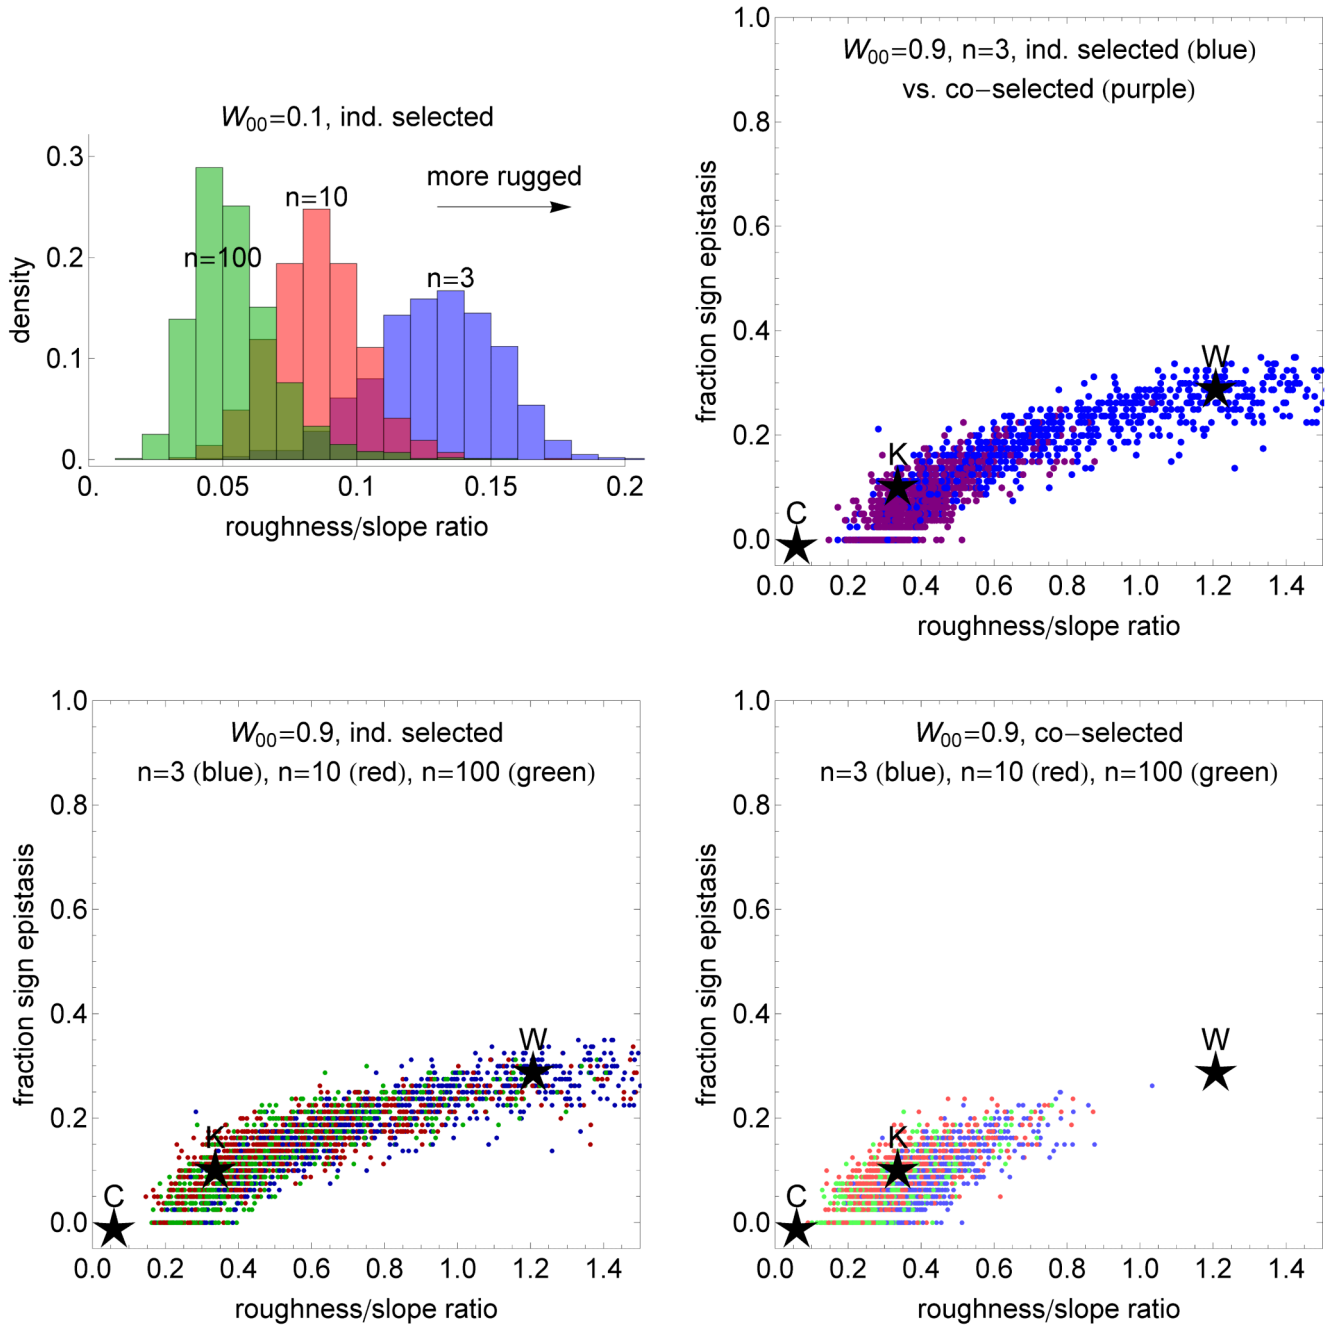 W00=0.1, ind. selected
density
0.3
0.2
0.1
0.
n=100
n=10
n=3
more rugged
0.
0.05
0.1
0.15
0.2
roughness/slope ratio
W00=0.9, n=3, ind. selected (blue)
vs. co−selected (purple)
fraction sign epistasis
1.0
0.8
0.6
0.4
0.2
0.0
C
K
W
0.0 0.2 0.4 0.6 0.8 1.0 1.2 1.4
roughness/slope ratio
W00=0.9, ind. selected
n=3 (blue), n=10 (red), n=100 (green)
fraction sign epistasis
1.0
0.8
0.6
0.4
0.2
0.0
C
K
W
0.0 0.2 0.4 0.6 0.8 1.0 1.2 1.4
roughness/slope ratio
W00=0.9, co−selected
n=3 (blue), n=10 (red), n=100 (green)
fraction sign epistasis
1.0
0.8
0.6
0.4
0.2
0.0
C
K
W
0.0 0.2 0.4 0.6 0.8 1.0 1.2 1.4
roughness/slope ratio